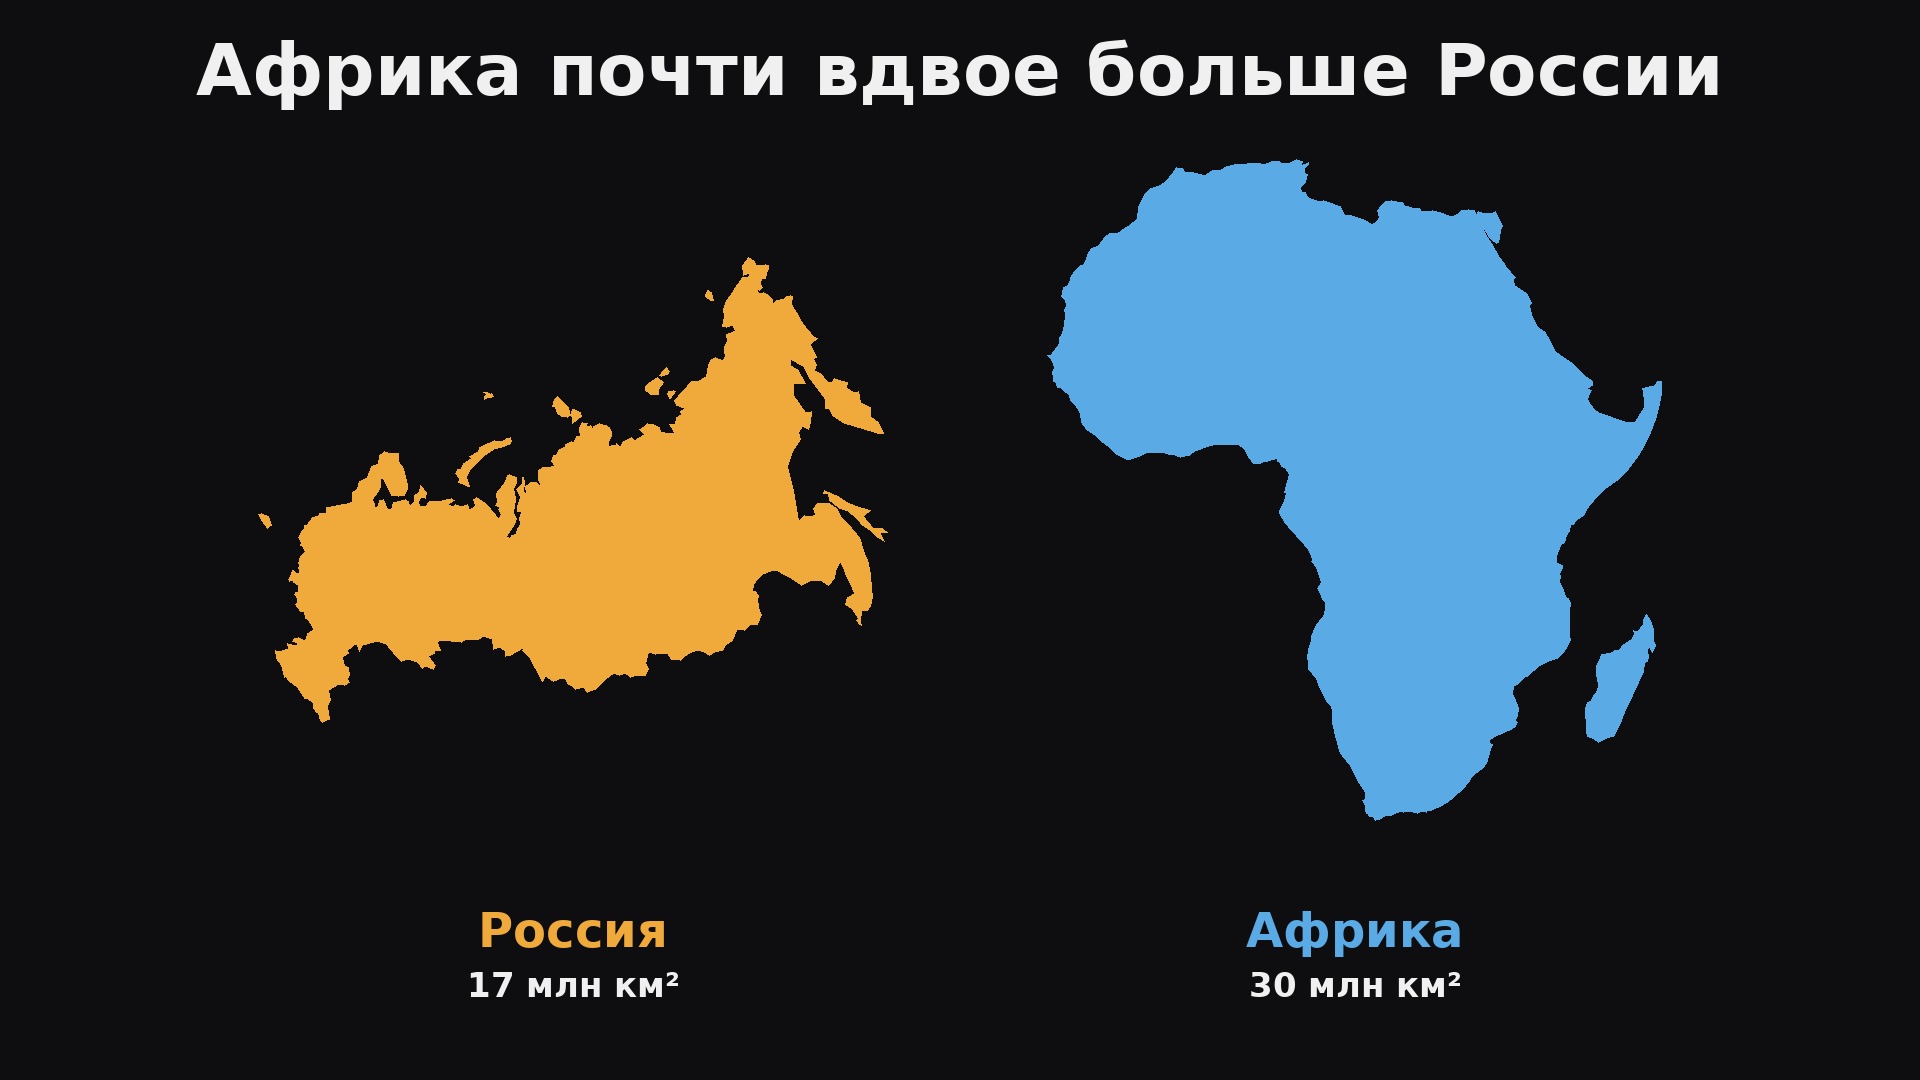 Африка почти вдвое больше России
Россия
17 млн км²
Африка
30 млн км²